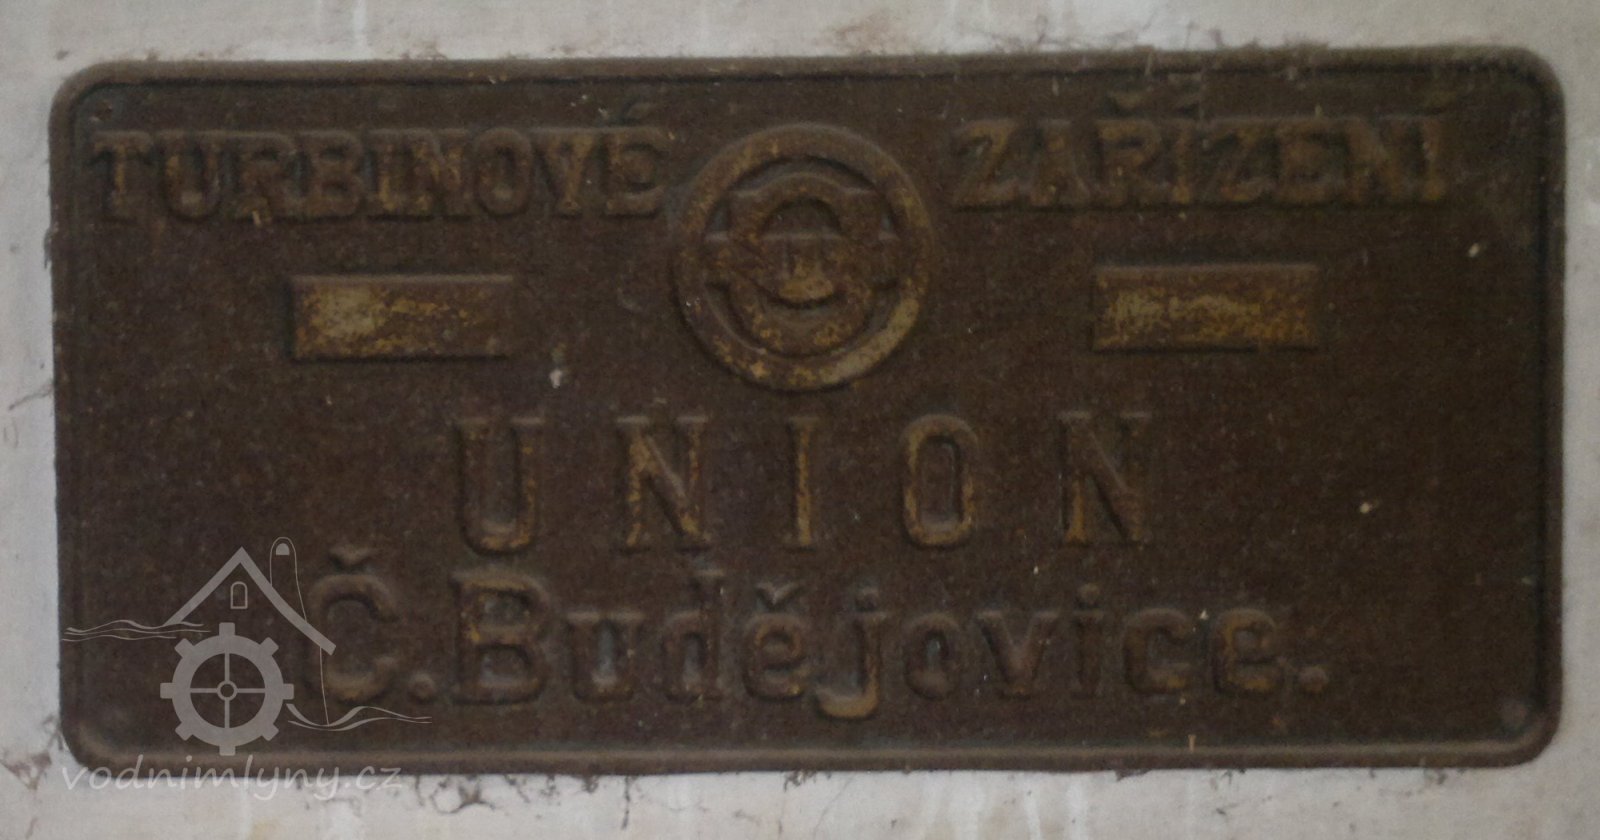 TURBINOVÉ ZAŘÍZENÍ
UNION
Č.Budějovice.
vodnimlyny.cz